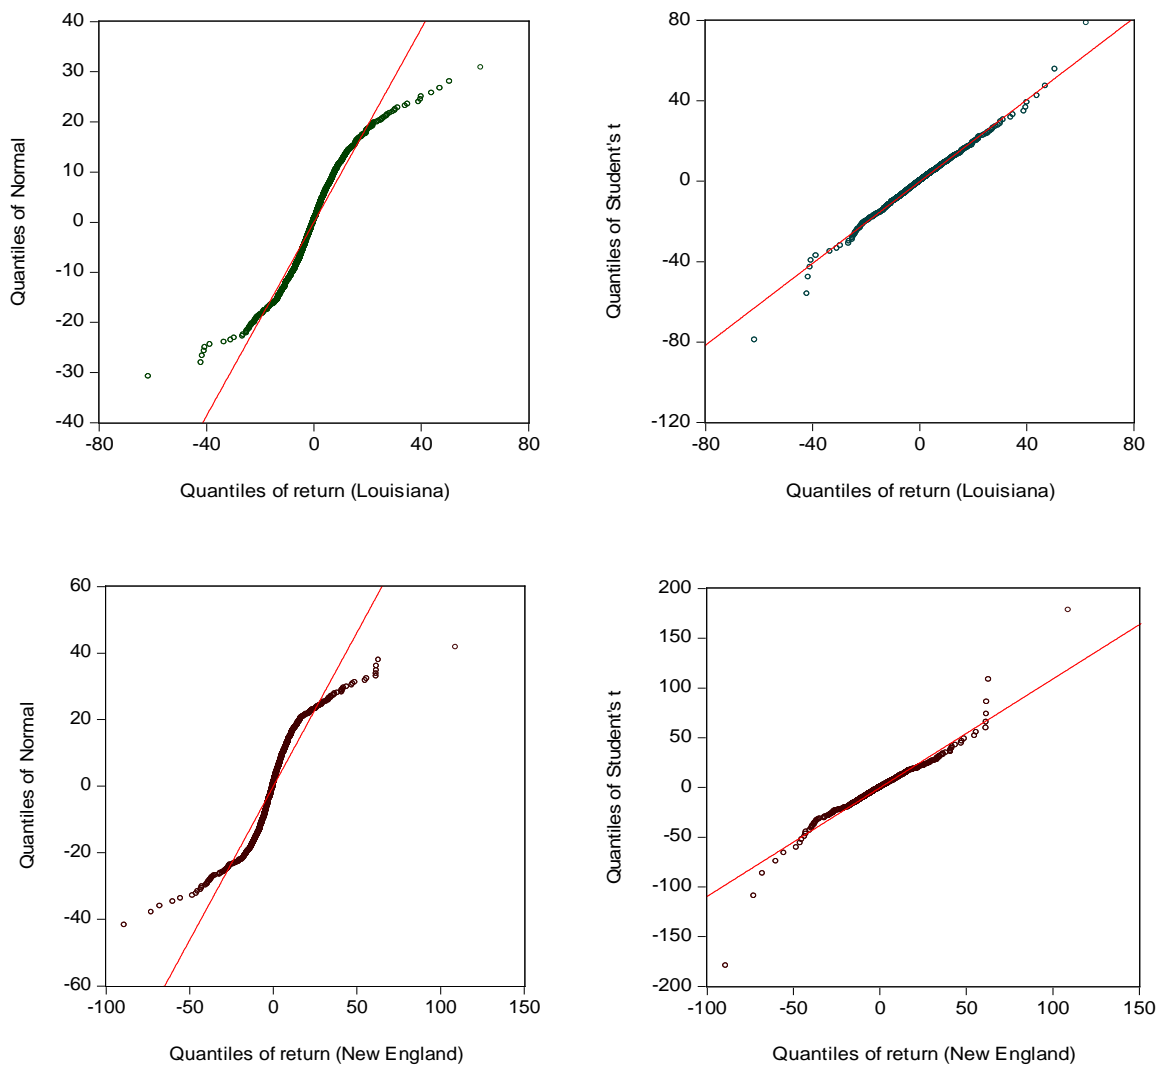 40
30
20
10
0
-10
-20
-30
-40
Quantiles of Normal
-80 -40 0 40 80
Quantiles of return (Louisiana)
80
40
0
-40
-80
-120
Quantiles of Student's t
-80 -40 0 40 80
Quantiles of return (Louisiana)
60
40
20
0
-20
-40
-60
Quantiles of Normal
-100 -50 0 50 100 150
Quantiles of return (New England)
200
150
100
50
0
-50
-100
-150
-200
Quantiles of Student's t
-100 -50 0 50 100 150
Quantiles of return (New England)